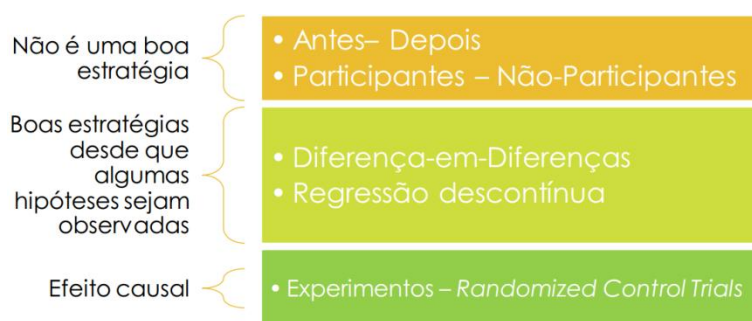 Não é uma boa
estratégia
• Antes– Depois
• Participantes – Não-Participantes
Boas estratégias
desde que
algumas
hipóteses sejam
observadas
• Diferença-em-Diferenças
• Regressão descontínua
Efeito causal
• Experimentos – Randomized Control Trials